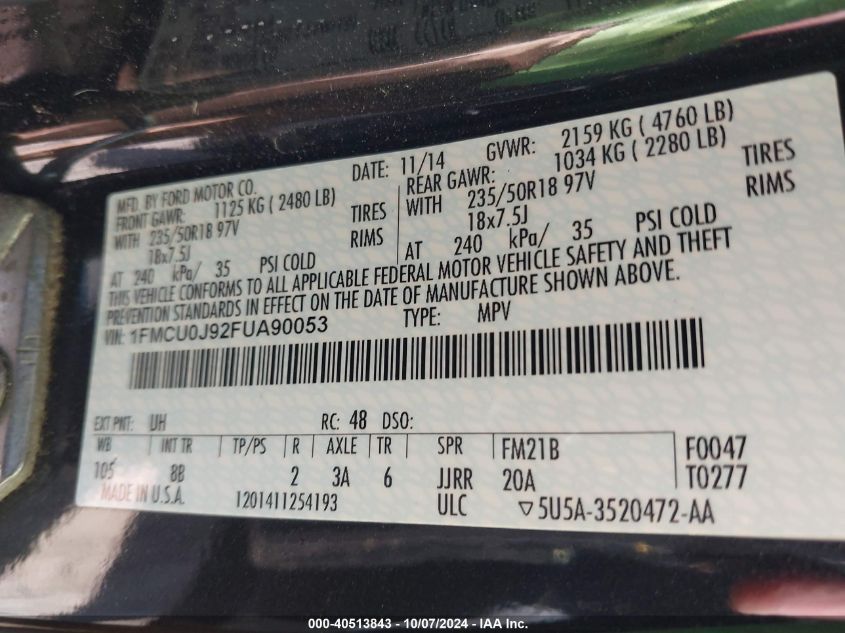 MFD. BY FORD MOTOR CO.
DATE: 11/14 GVWR: 2159 KG ( 4760 LB)
FRONT GAWR: 1125 KG ( 2480 LB)
REAR GAWR: 1034 KG ( 2280 LB)
WITH 235/50R18 97V TIRES
WITH 235/50R18 97V TIRES
18x7.5J RIMS
18x7.5J RIMS
AT 240 kPa/ 35 PSI COLD
AT 240 kPa/ 35 PSI COLD
THIS VEHICLE CONFORMS TO ALL APPLICABLE FEDERAL MOTOR VEHICLE SAFETY AND THEFT
PREVENTION STANDARDS IN EFFECT ON THE DATE OF MANUFACTURE SHOWN ABOVE.
VIN: 1FMCU0J92FUA90053 TYPE: MPV
EXT PNT: UH RC: 48 DSO:
WB INT TR TP/PS R AXLE TR SPR FM21B F0047
105 8B 2 3A 6 JJRR 20A T0277
MADE IN U.S.A. 1201411254193 ULC ▽5U5A-3520472-AA
000-40513843 - 10/07/2024 - IAA Inc.